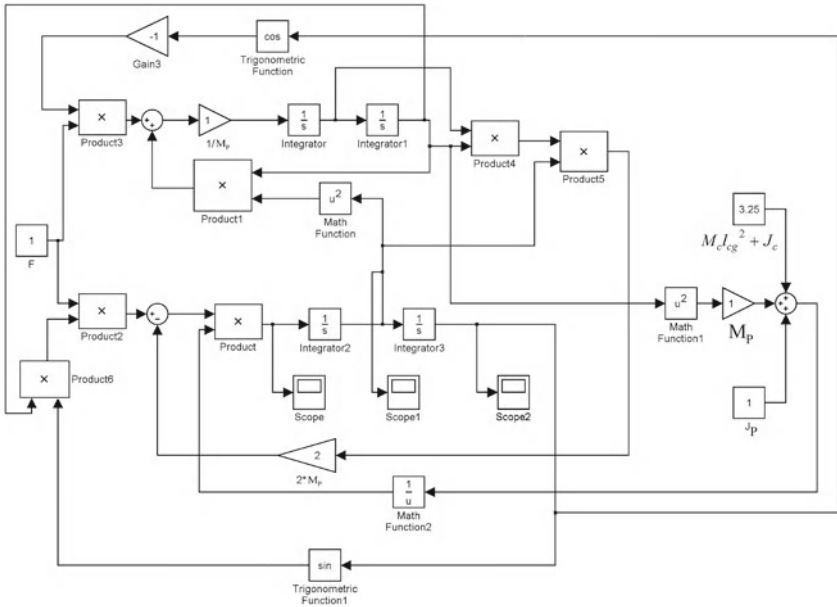 -1
Gain3
cos
Trigonometric
Function
×
Product3
+
+
1
1/M_P
1
s
Integrator
1
s
Integrator1
×
Product4
×
Product5
×
Product1
u²
Math
Function
1
F
3.25
M_c l_cg² + J_c
×
Product2
+
−
×
Product
1
s
Integrator2
1
s
Integrator3
u²
Math
Function1
1
M_P
+
+
+
×
Product6
Scope
Scope1
Scope2
1
J_P
2
2*M_P
1
u
Math
Function2
sin
Trigonometric
Function1